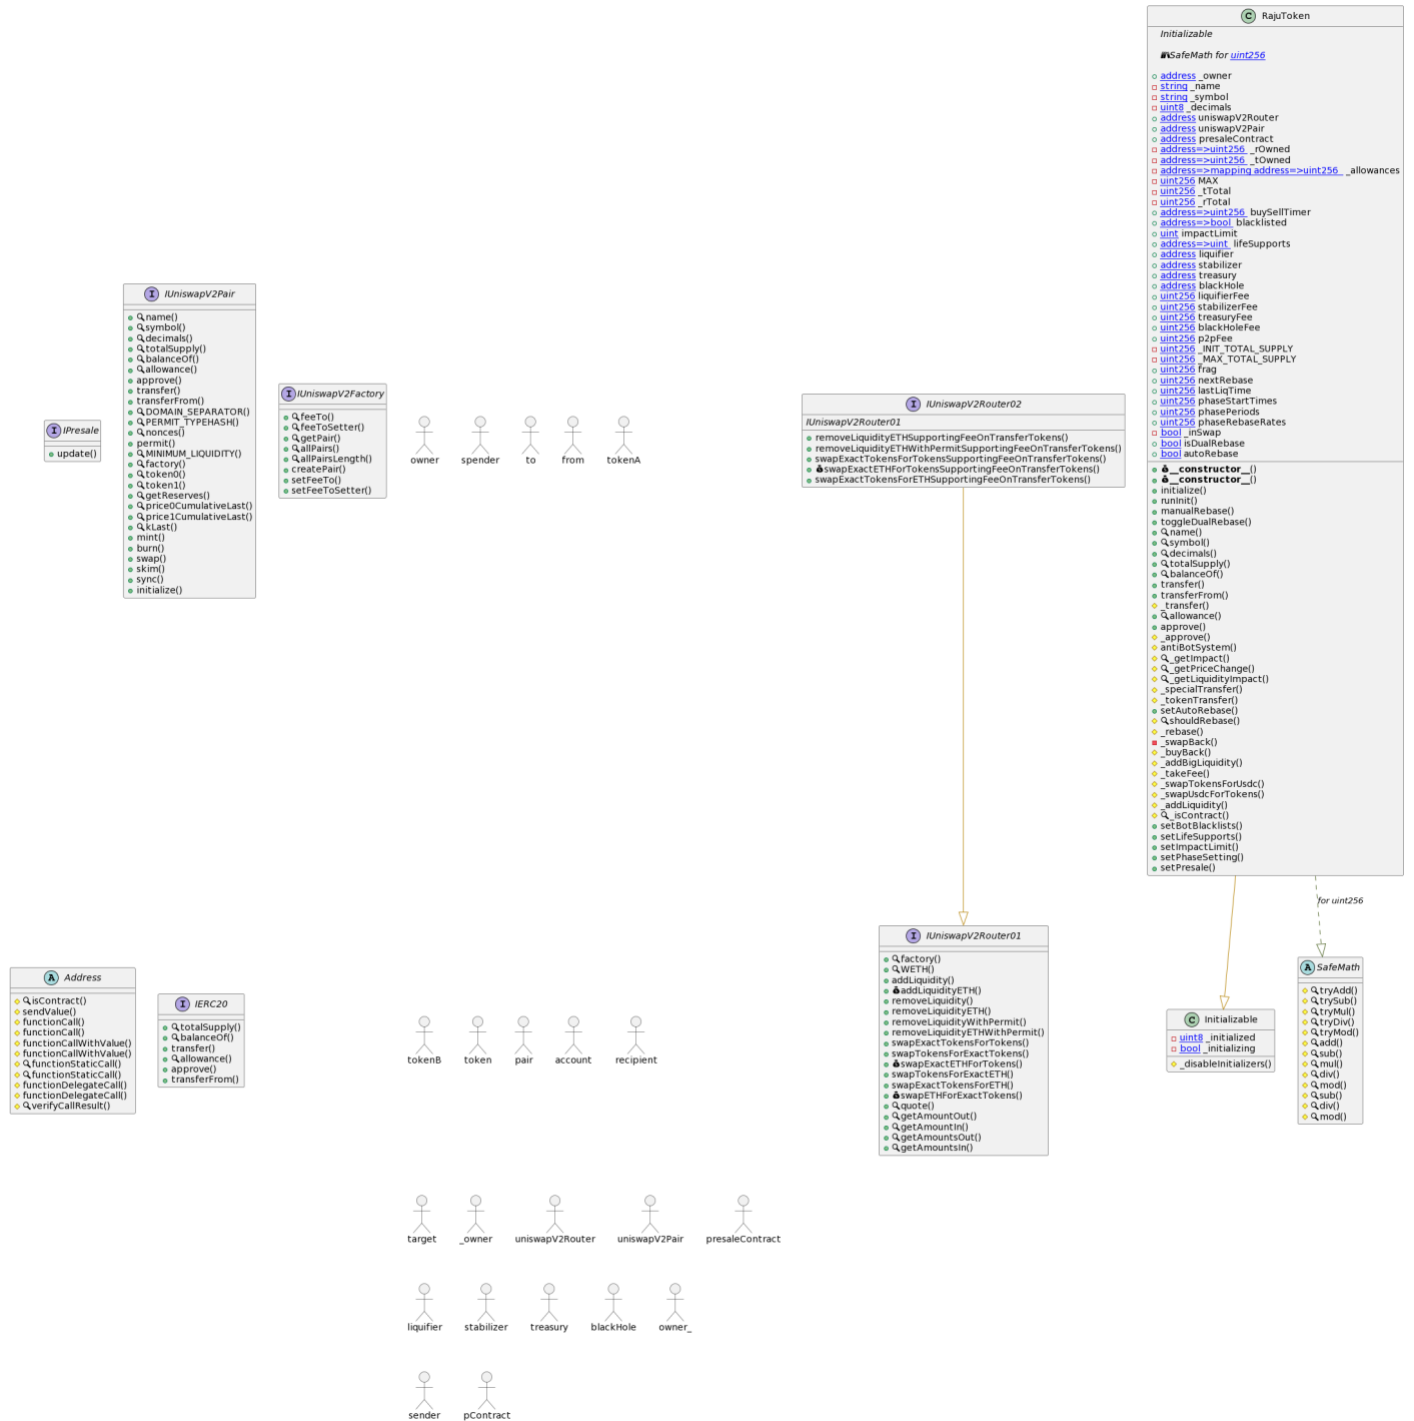 C RajuToken
Initializable
SafeMath for uint256
address _owner
string _name
string _symbol
uint8 _decimals
address uniswapV2Router
address uniswapV2Pair
address presaleContract
address=>uint256 _rOwned
address=>uint256 _tOwned
address=>mapping address=>uint256 _allowances
uint256 MAX
uint256 _tTotal
uint256 _rTotal
address=>uint256 buySellTimer
address=>bool blacklisted
uint impactLimit
address=>uint lifeSupports
address liquifier
address stabilizer
address treasury
address blackHole
uint256 liquifierFee
uint256 stabilizerFee
uint256 treasuryFee
uint256 blackHoleFee
uint256 p2pFee
uint256 _INIT_TOTAL_SUPPLY
uint256 _MAX_TOTAL_SUPPLY
uint256 frag
uint256 nextRebase
uint256 lastLiqTime
uint256 phaseStartTimes
uint256 phasePeriods
uint256 phaseRebaseRates
bool _inSwap
bool isDualRebase
bool autoRebase
__constructor__()
__constructor__()
initialize()
runInit()
manualRebase()
toggleDualRebase()
name()
symbol()
decimals()
totalSupply()
balanceOf()
transfer()
transferFrom()
_transfer()
allowance()
approve()
_approve()
antiBotSystem()
_getImpact()
_getPriceChange()
_getLiquidityImpact()
_specialTransfer()
_tokenTransfer()
setAutoRebase()
shouldRebase()
_rebase()
_swapBack()
_buyBack()
_addBigLiquidity()
_takeFee()
_swapTokensForUsdc()
_swapUsdcForTokens()
_addLiquidity()
_isContract()
setBotBlacklists()
setLifeSupports()
setImpactLimit()
setPhaseSetting()
setPresale()
I IPresale
update()
I IUniswapV2Pair
name()
symbol()
decimals()
totalSupply()
balanceOf()
allowance()
approve()
transfer()
transferFrom()
DOMAIN_SEPARATOR()
PERMIT_TYPEHASH()
nonces()
permit()
MINIMUM_LIQUIDITY()
factory()
token0()
token1()
getReserves()
price0CumulativeLast()
price1CumulativeLast()
kLast()
mint()
burn()
swap()
skim()
sync()
initialize()
I IUniswapV2Factory
feeTo()
feeToSetter()
getPair()
allPairs()
allPairsLength()
createPair()
setFeeTo()
setFeeToSetter()
owner spender to from tokenA
I IUniswapV2Router02
IUniswapV2Router01
removeLiquidityETHSupportingFeeOnTransferTokens()
removeLiquidityETHWithPermitSupportingFeeOnTransferTokens()
swapExactTokensForTokensSupportingFeeOnTransferTokens()
swapExactETHForTokensSupportingFeeOnTransferTokens()
swapExactTokensForETHSupportingFeeOnTransferTokens()
for uint256
A Address
isContract()
sendValue()
functionCall()
functionCall()
functionCallWithValue()
functionCallWithValue()
functionStaticCall()
functionStaticCall()
functionDelegateCall()
functionDelegateCall()
verifyCallResult()
I IERC20
totalSupply()
balanceOf()
transfer()
allowance()
approve()
transferFrom()
tokenB token pair account recipient
I IUniswapV2Router01
factory()
WETH()
addLiquidity()
addLiquidityETH()
removeLiquidity()
removeLiquidityETH()
removeLiquidityWithPermit()
removeLiquidityETHWithPermit()
swapExactTokensForTokens()
swapTokensForExactTokens()
swapExactETHForTokens()
swapTokensForExactETH()
swapExactTokensForETH()
swapETHForExactTokens()
quote()
getAmountOut()
getAmountIn()
getAmountsOut()
getAmountsIn()
C Initializable
uint8 _initialized
bool _initializing
_disableInitializers()
A SafeMath
tryAdd()
trySub()
tryMul()
tryDiv()
tryMod()
add()
sub()
mul()
div()
mod()
sub()
div()
mod()
target _owner uniswapV2Router uniswapV2Pair presaleContract
liquifier stabilizer treasury blackHole owner_
sender pContract